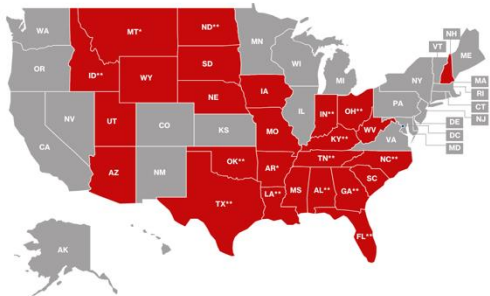 NH
VT
WA
MT*
ND**
MN
ME
OR
ID**
WY
SD
WI
MI
NY
MA
RI
CT
NJ
NE
IA
PA
NV
UT
CO
IL
IN**
OH**
DE
DC
MD
CA
KS
MO
KY**
WV
VA
AZ
NM
OK**
AR*
TN**
NC**
SC
TX**
LA**
MS
AL**
GA**
FL**
AK